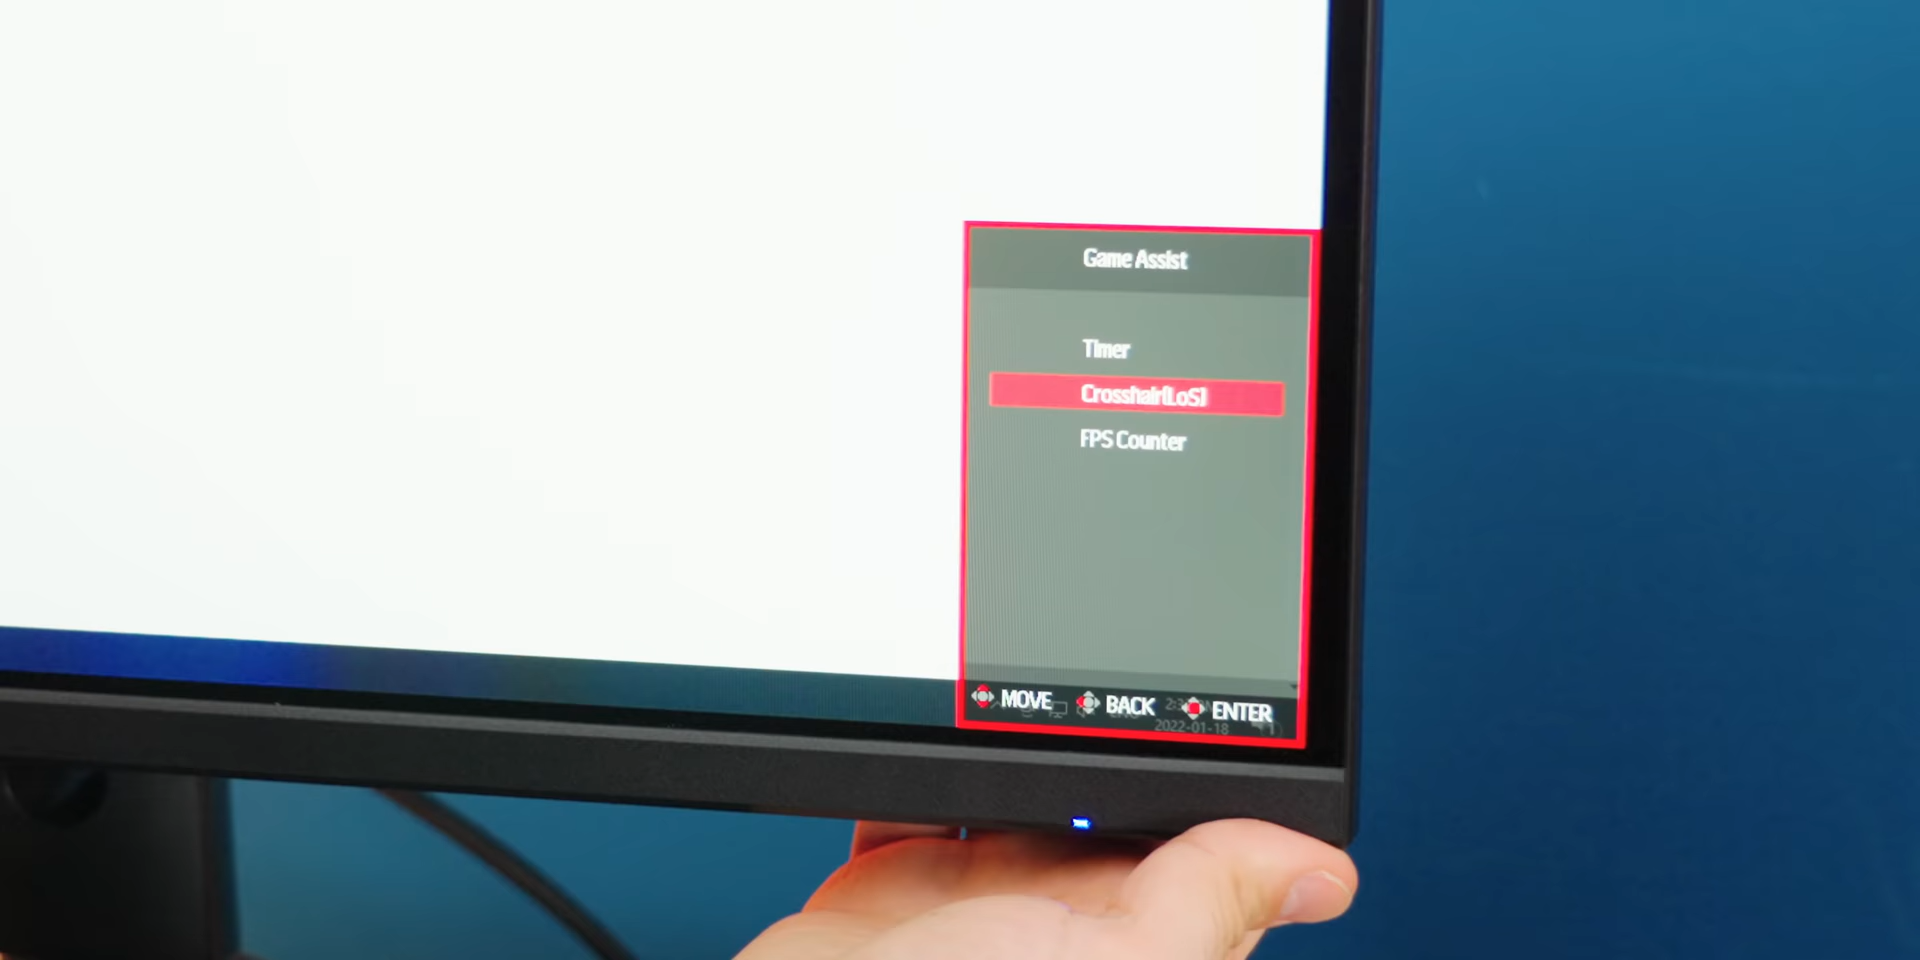 Game Assist
Timer
Crosshair(LoS)
FPS Counter
MOVE BACK ENTER
2022-01-18